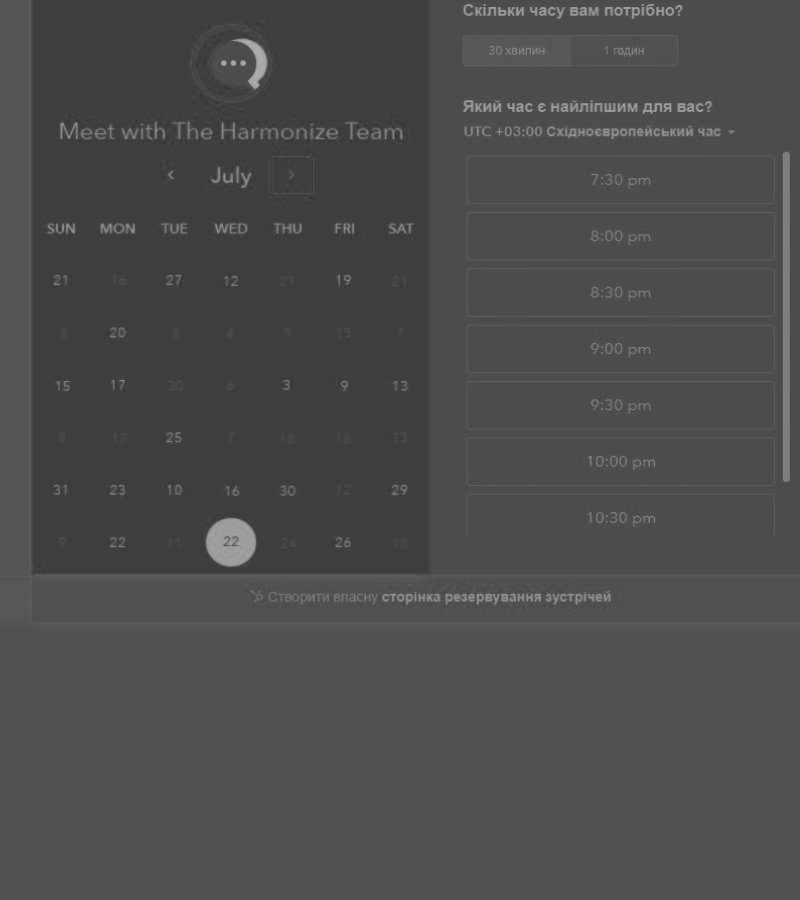 Скільки часу вам потрібно?
30 хвилин 1 годин
Meet with The Harmonize Team
Який час є найліпшим для вас?
UTC +03:00 Східноєвропейський час
July
SUN MON TUE WED THU FRI SAT
21 16 27 12 21 19 21
3 20 3 4 9 13 7
15 17 30 6 3 9 13
8 17 25 7 18 18 13
31 23 10 16 30 12 29
9 22 11 22 24 26 18
7:30 pm
8:00 pm
8:30 pm
9:00 pm
9:30 pm
10:00 pm
10:30 pm
Створити власну сторінка резервування зустрічей